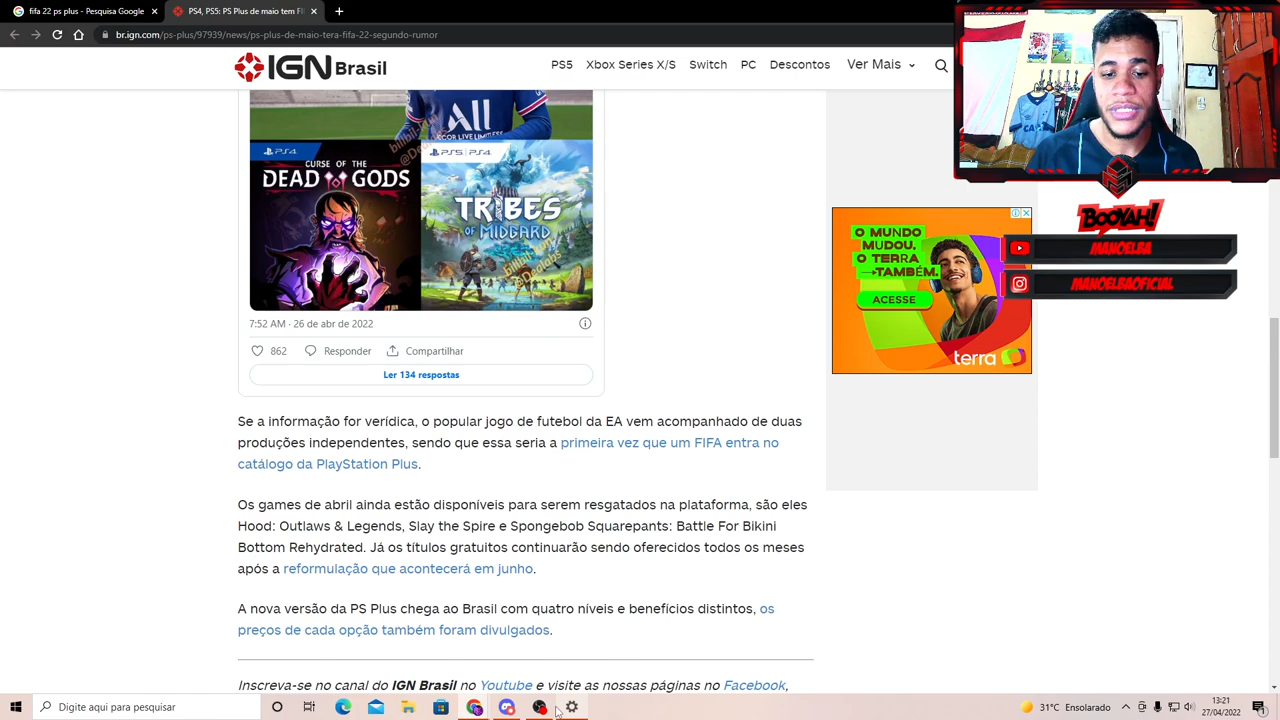 fifa 22 ps plus - Pesquisa Google
PS4, PS5: PS Plus de maio tem FI
br.ign.com/ps-plus/97939/news/ps-plus-de-maio-tera-fifa-22-segundo-rumor
IGN Brasil
PS5 Xbox Series X/S Switch PC Descontos Ver Mais
ALL
ACCOR LIVE LIMITLESS
PS4
PS5 | PS4
CURSE OF THE
DEAD GODS
TRIBES
OF MIDGARD
7:52 AM · 26 de abr de 2022
862 Responder Compartilhar
Ler 134 respostas
O MUNDO
MUDOU.
O TERRA
TAMBÉM.
ACESSE
terra
BOOYAH!
MANOELBA
MANOELBAOFICIAL
Se a informação for verídica, o popular jogo de futebol da EA vem acompanhado de duas
produções independentes, sendo que essa seria a primeira vez que um FIFA entra no
catálogo da PlayStation Plus.
Os games de abril ainda estão disponíveis para serem resgatados na plataforma, são eles
Hood: Outlaws & Legends, Slay the Spire e Spongebob Squarepants: Battle For Bikini
Bottom Rehydrated. Já os títulos gratuitos continuarão sendo oferecidos todos os meses
após a reformulação que acontecerá em junho.
A nova versão da PS Plus chega ao Brasil com quatro níveis e benefícios distintos, os
preços de cada opção também foram divulgados.
Inscreva-se no canal do IGN Brasil no Youtube e visite as nossas páginas no Facebook,
Digite aqui para pesquisar
31°C Ensolarado
13:21
27/04/2022